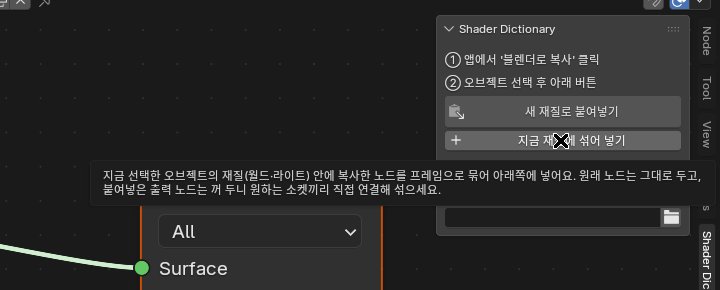 Shader Dictionary
① 앱에서 '블렌더로 복사' 클릭
② 오브젝트 선택 후 아래 버튼
새 재질로 붙여넣기
지금 재질에 섞어 넣기
지금 선택한 오브젝트의 재질(월드·라이트) 안에 복사한 노드를 프레임으로 묶어 아래쪽에 넣어요. 원래 노드는 그대로 두고,
붙여넣은 출력 노드는 꺼 두니 원하는 소켓끼리 직접 연결해 섞으세요.
All
Surface
Node
Tool
View
s
Shader Dic